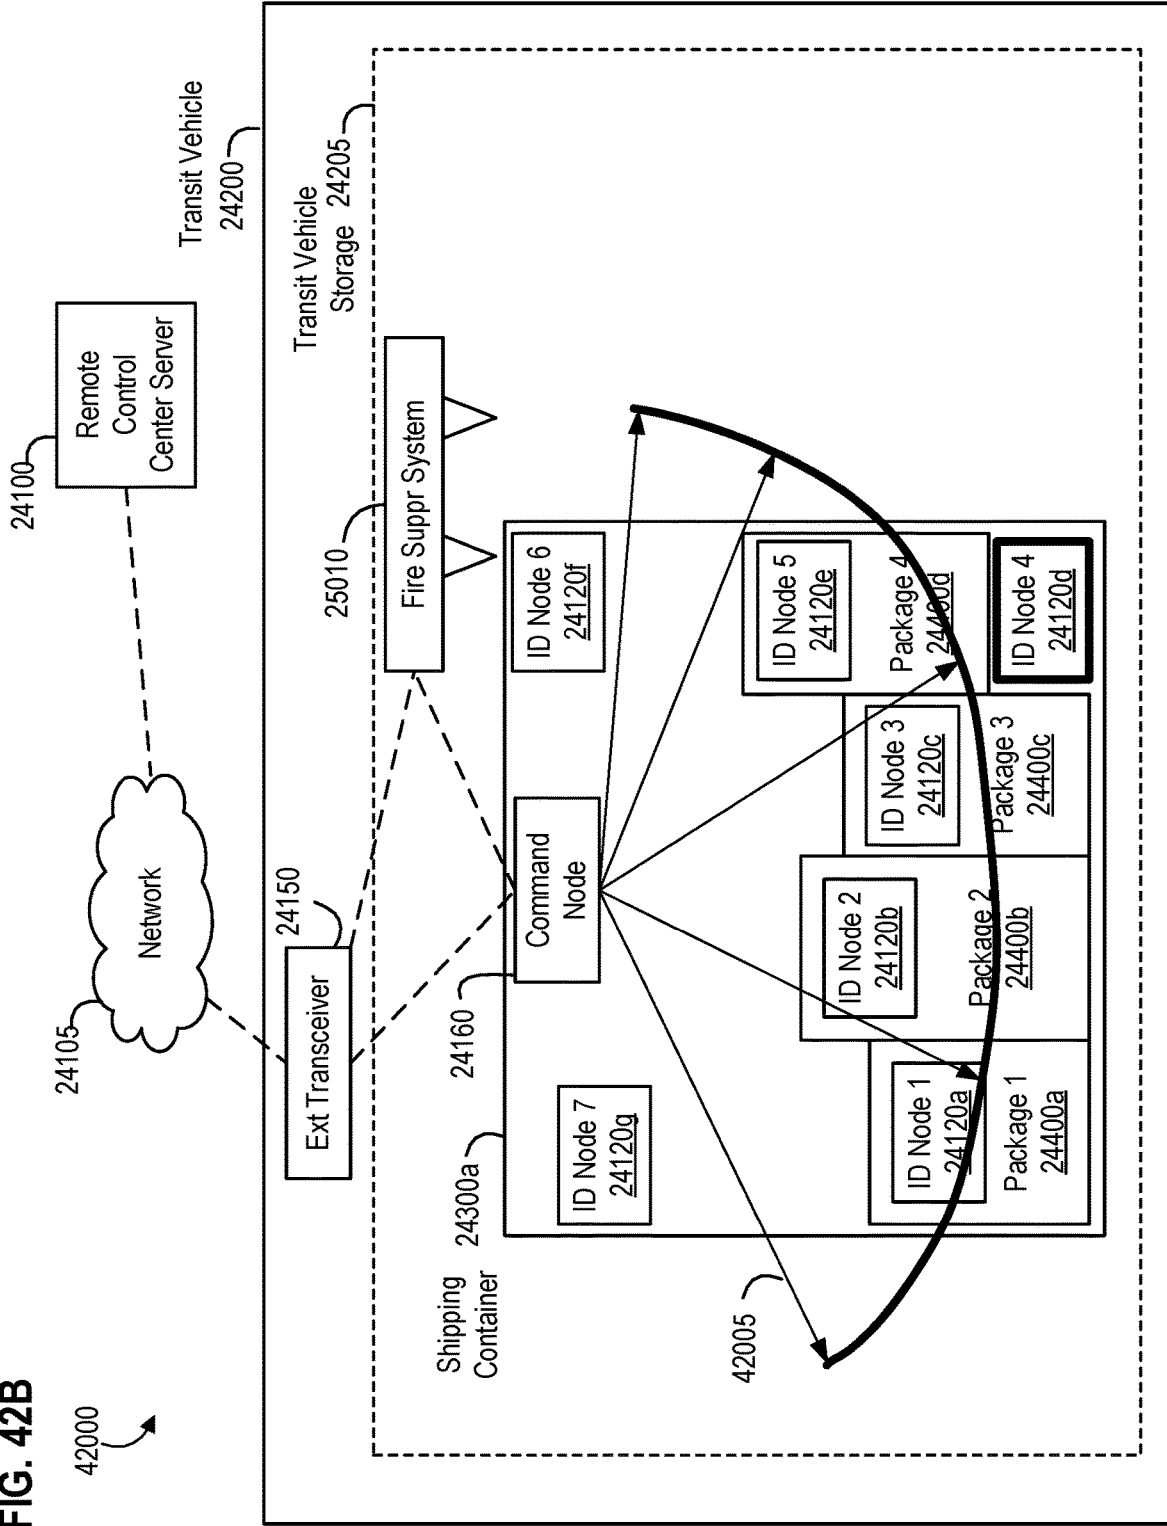 FIG. 42B
42000
24105
Network
24100
Remote
Control
Center Server
Transit Vehicle
24200
Ext Transceiver
24150
Transit Vehicle
Storage 24205
25010
Fire Suppr System
Shipping
Container
24300a
24160
Command
Node
ID Node 7
24120g
ID Node 6
24120f
42005
ID Node 1
24120a
Package 1
24400a
ID Node 2
24120b
Package 2
24400b
ID Node 3
24120c
Package 3
24400c
ID Node 5
24120e
Package 4
24400d
ID Node 4
24120d